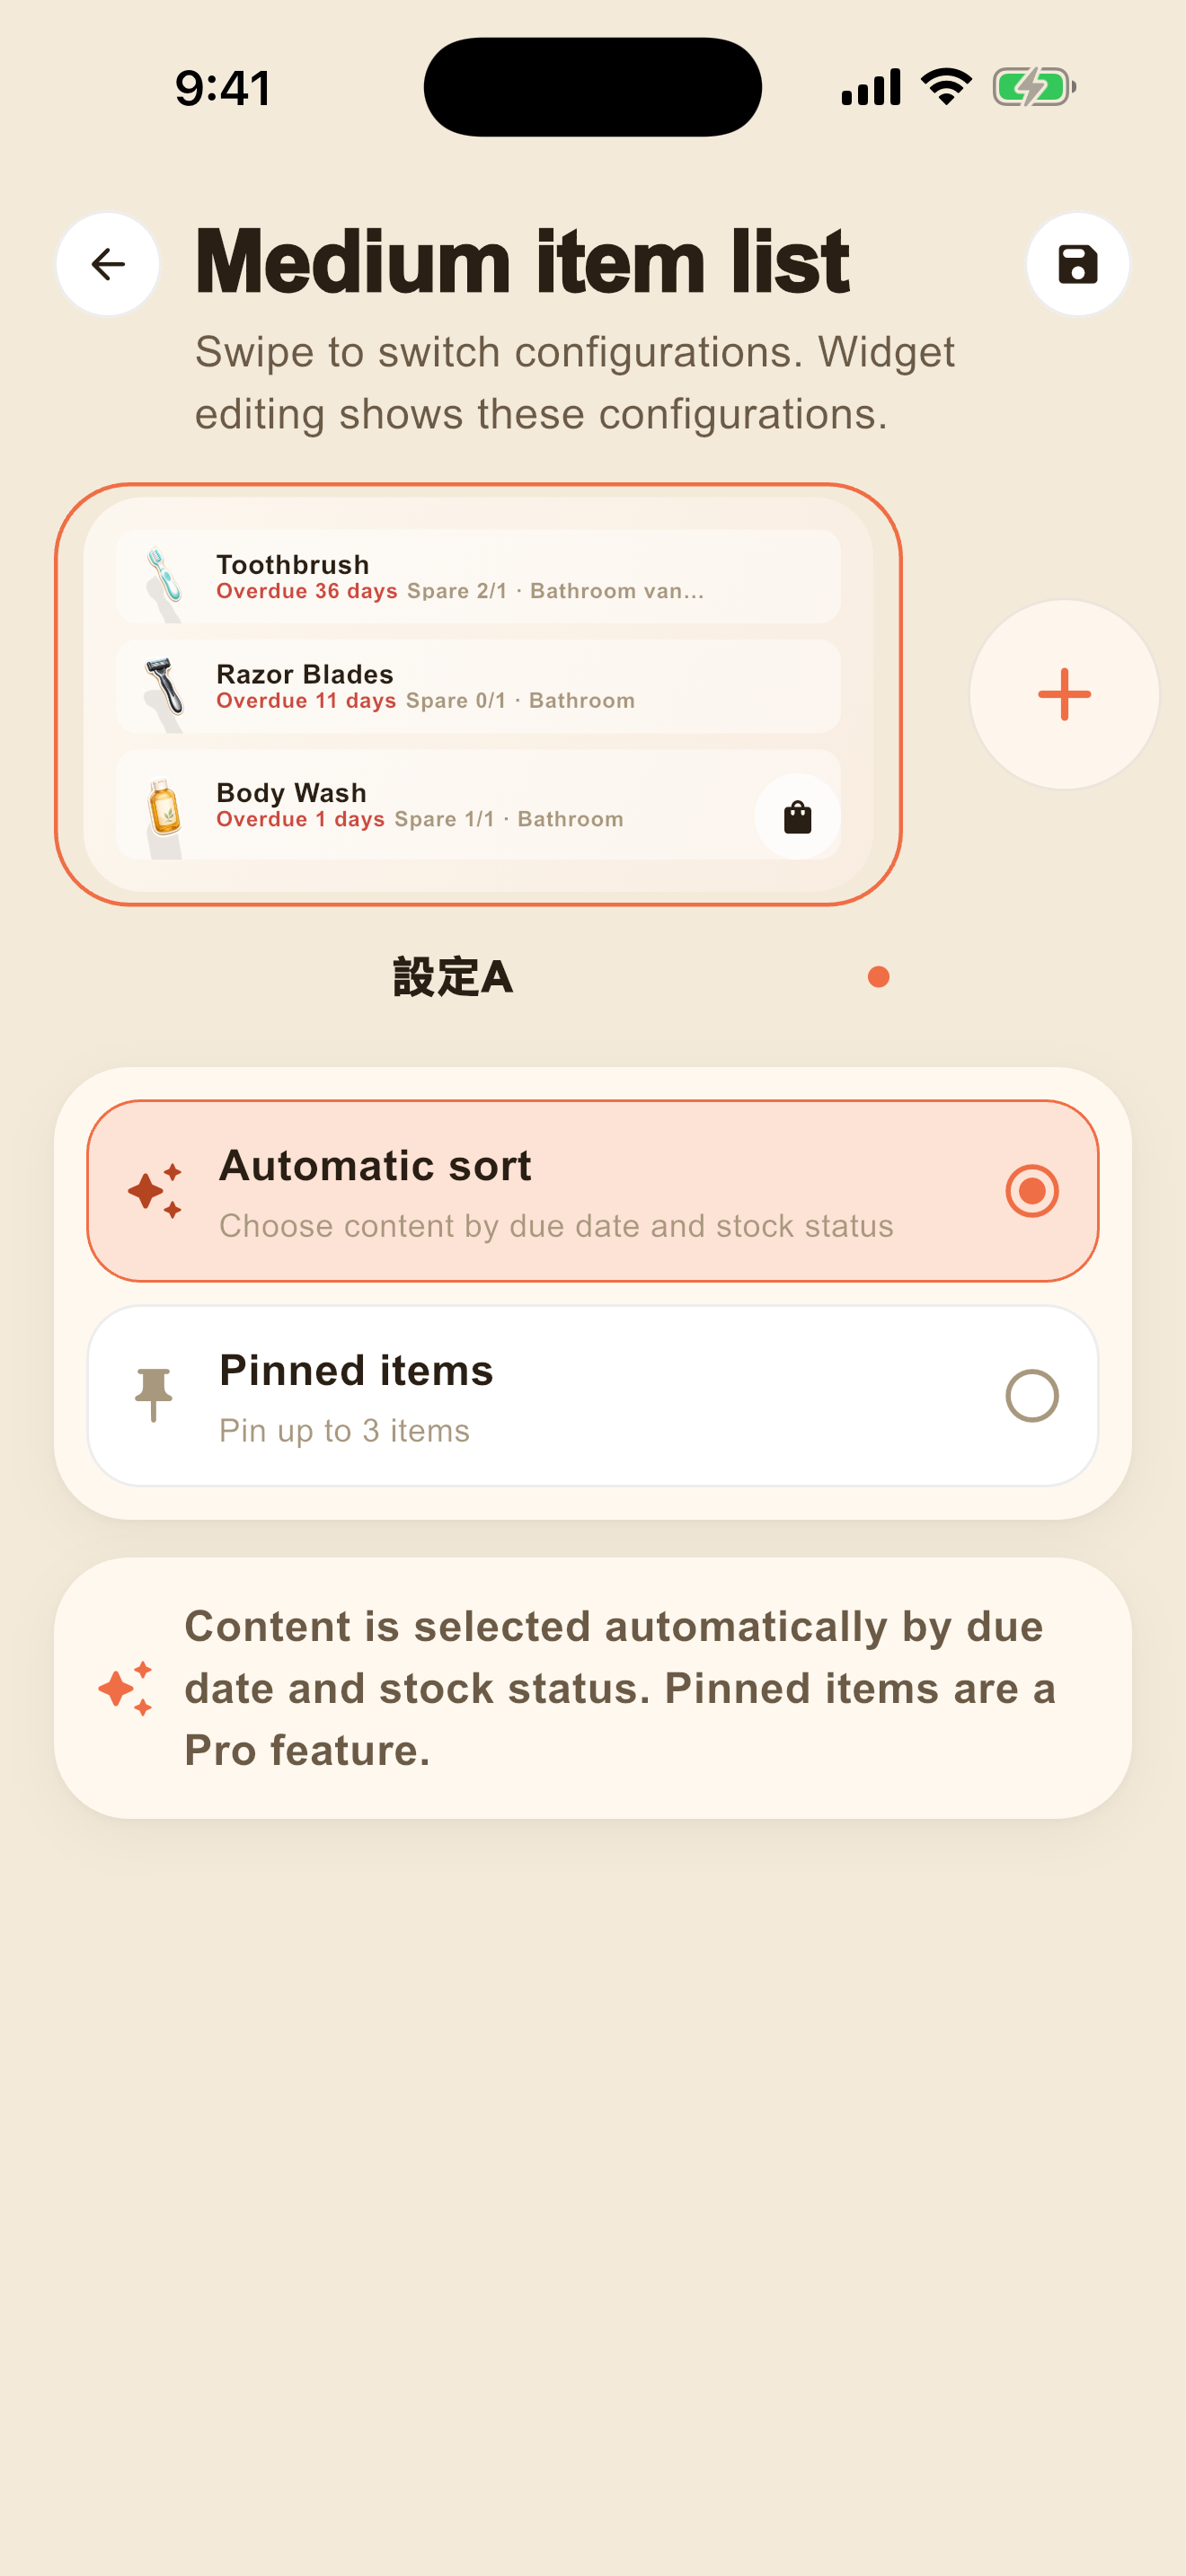 9:41
Medium item list
Swipe to switch configurations. Widget
editing shows these configurations.
Toothbrush
Overdue 36 days Spare 2/1 · Bathroom van...
Razor Blades
Overdue 11 days Spare 0/1 · Bathroom
Body Wash
Overdue 1 days Spare 1/1 · Bathroom
設定A
Automatic sort
Choose content by due date and stock status
Pinned items
Pin up to 3 items
Content is selected automatically by due
date and stock status. Pinned items are a
Pro feature.